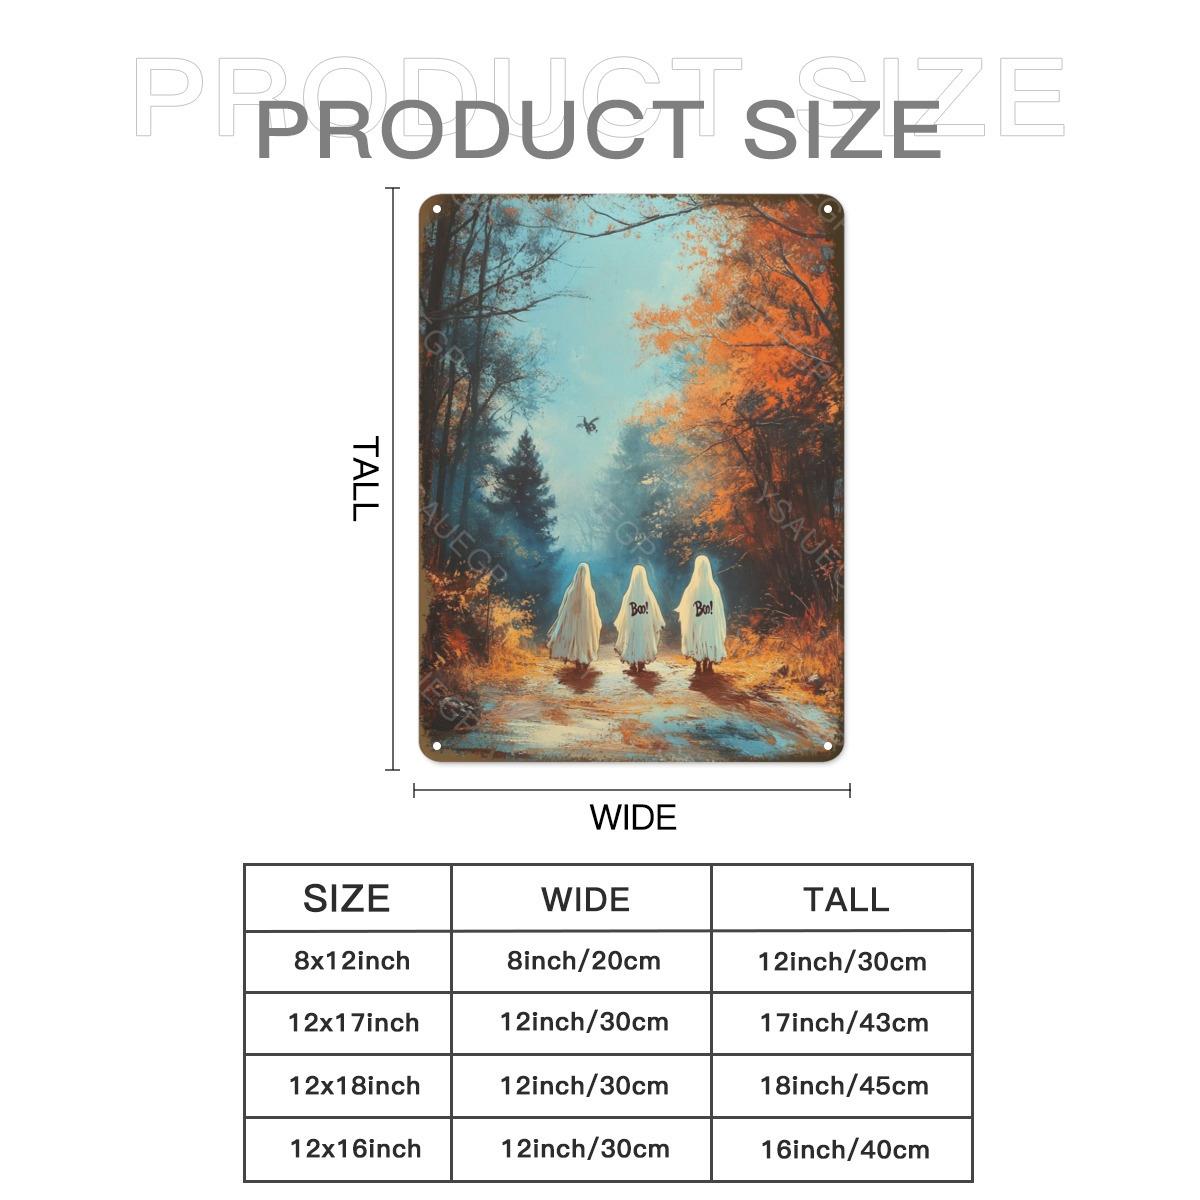 PRODUCT SIZE
PRODUCT SIZE
TALL
YSAUEGR
Boo!
Boo!
WIDE
SIZE WIDE TALL
8x12inch 8inch/20cm 12inch/30cm
12x17inch 12inch/30cm 17inch/43cm
12x18inch 12inch/30cm 18inch/45cm
12x16inch 12inch/30cm 16inch/40cm